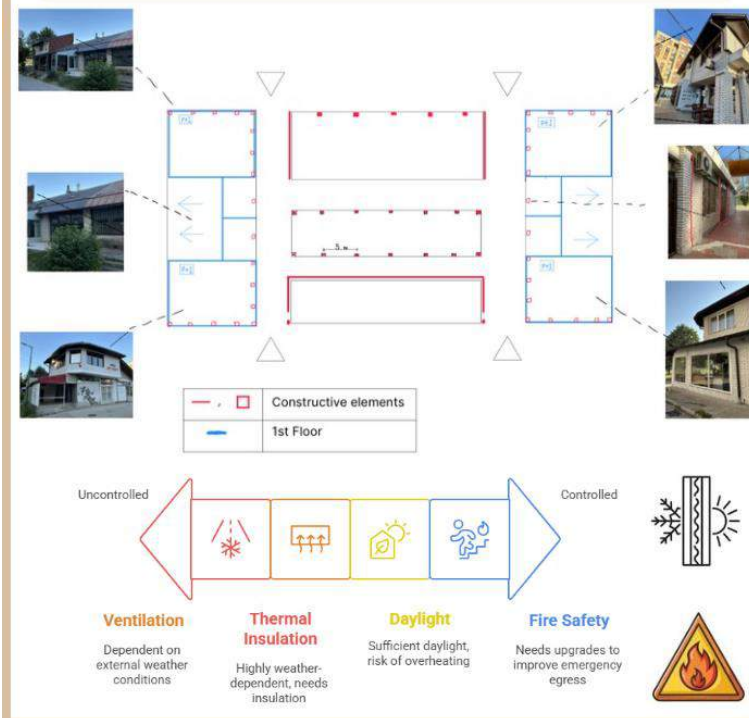 5 м
— , □ Constructive elements
1st Floor
Uncontrolled
Controlled
Ventilation
Dependent on
external weather
conditions
Thermal
Insulation
Highly weather-
dependent, needs
insulation
Daylight
Sufficient daylight,
risk of overheating
Fire Safety
Needs upgrades to
improve emergency
egress